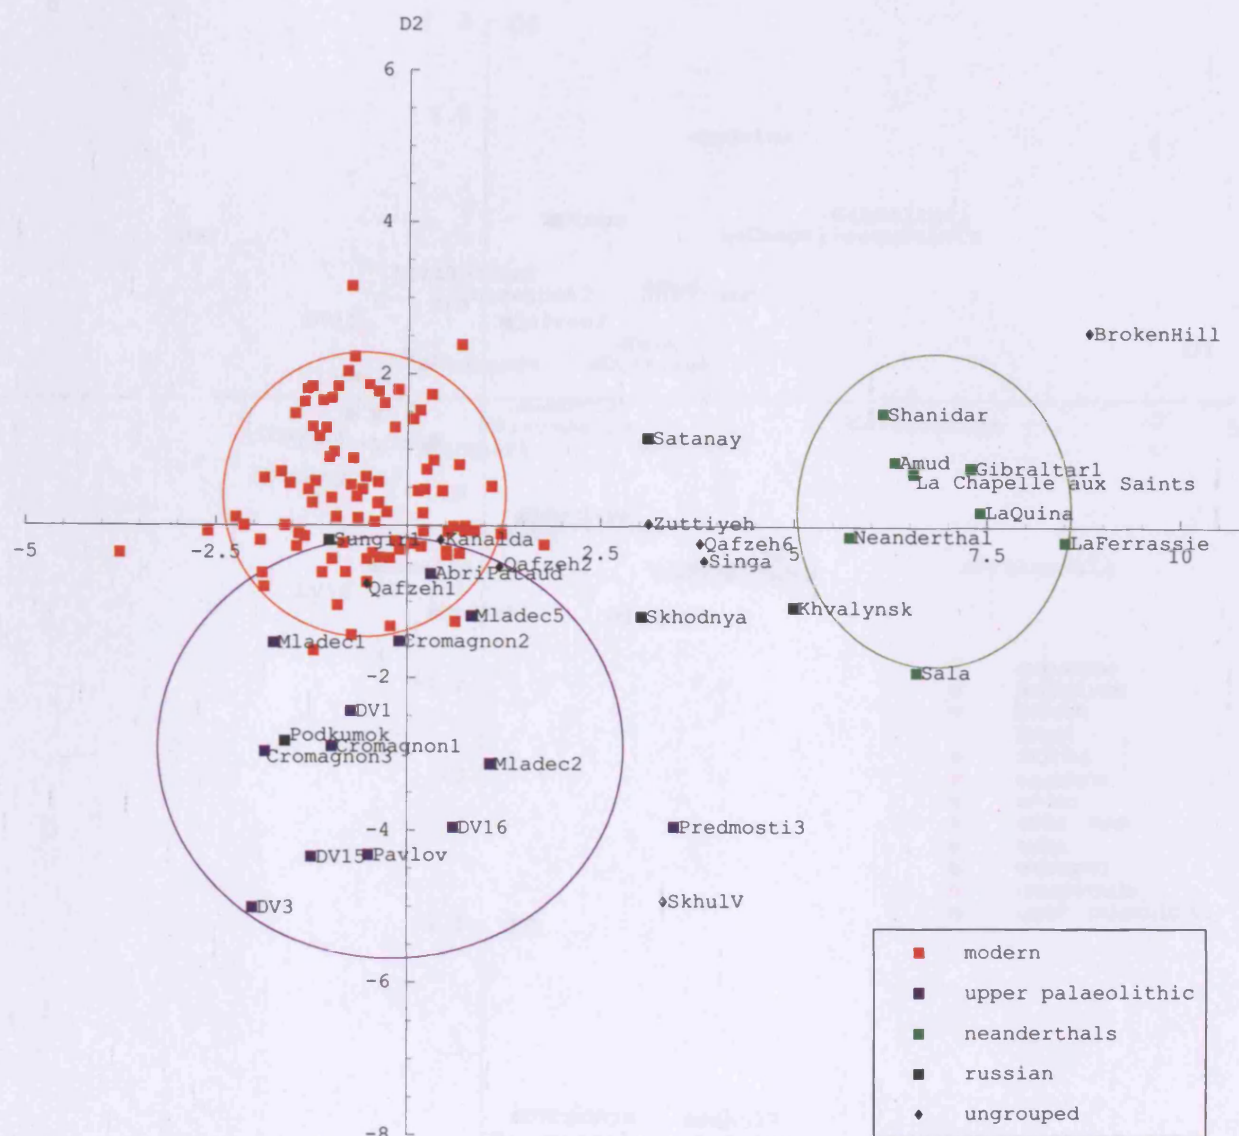 D2
6
4
BrokenHill
2
Shanidar
Satanay
Amud
Gibraltar1
La Chapelle aux Saints
LaQuina
Zuttiyeh
Sungir1
Kanalda
Neanderthal
Qafzeh6
LaFerrassie
-5
-2.5
2.5
5
7.5
10
Qafzeh2
Singa
AbriPataud
Qafzeh1
Khvalynsk
Mladec5
Skhodnya
Mladec1
Cromagnon2
-2
Sala
DV1
Podkumok
Cromagnon1
Cromagnon3
Mladec2
-4
DV16
Predmosti3
DV15
Pavlov
SkhulV
DV3
-6
modern
upper palaeolithic
neanderthals
russian
ungrouped
-8